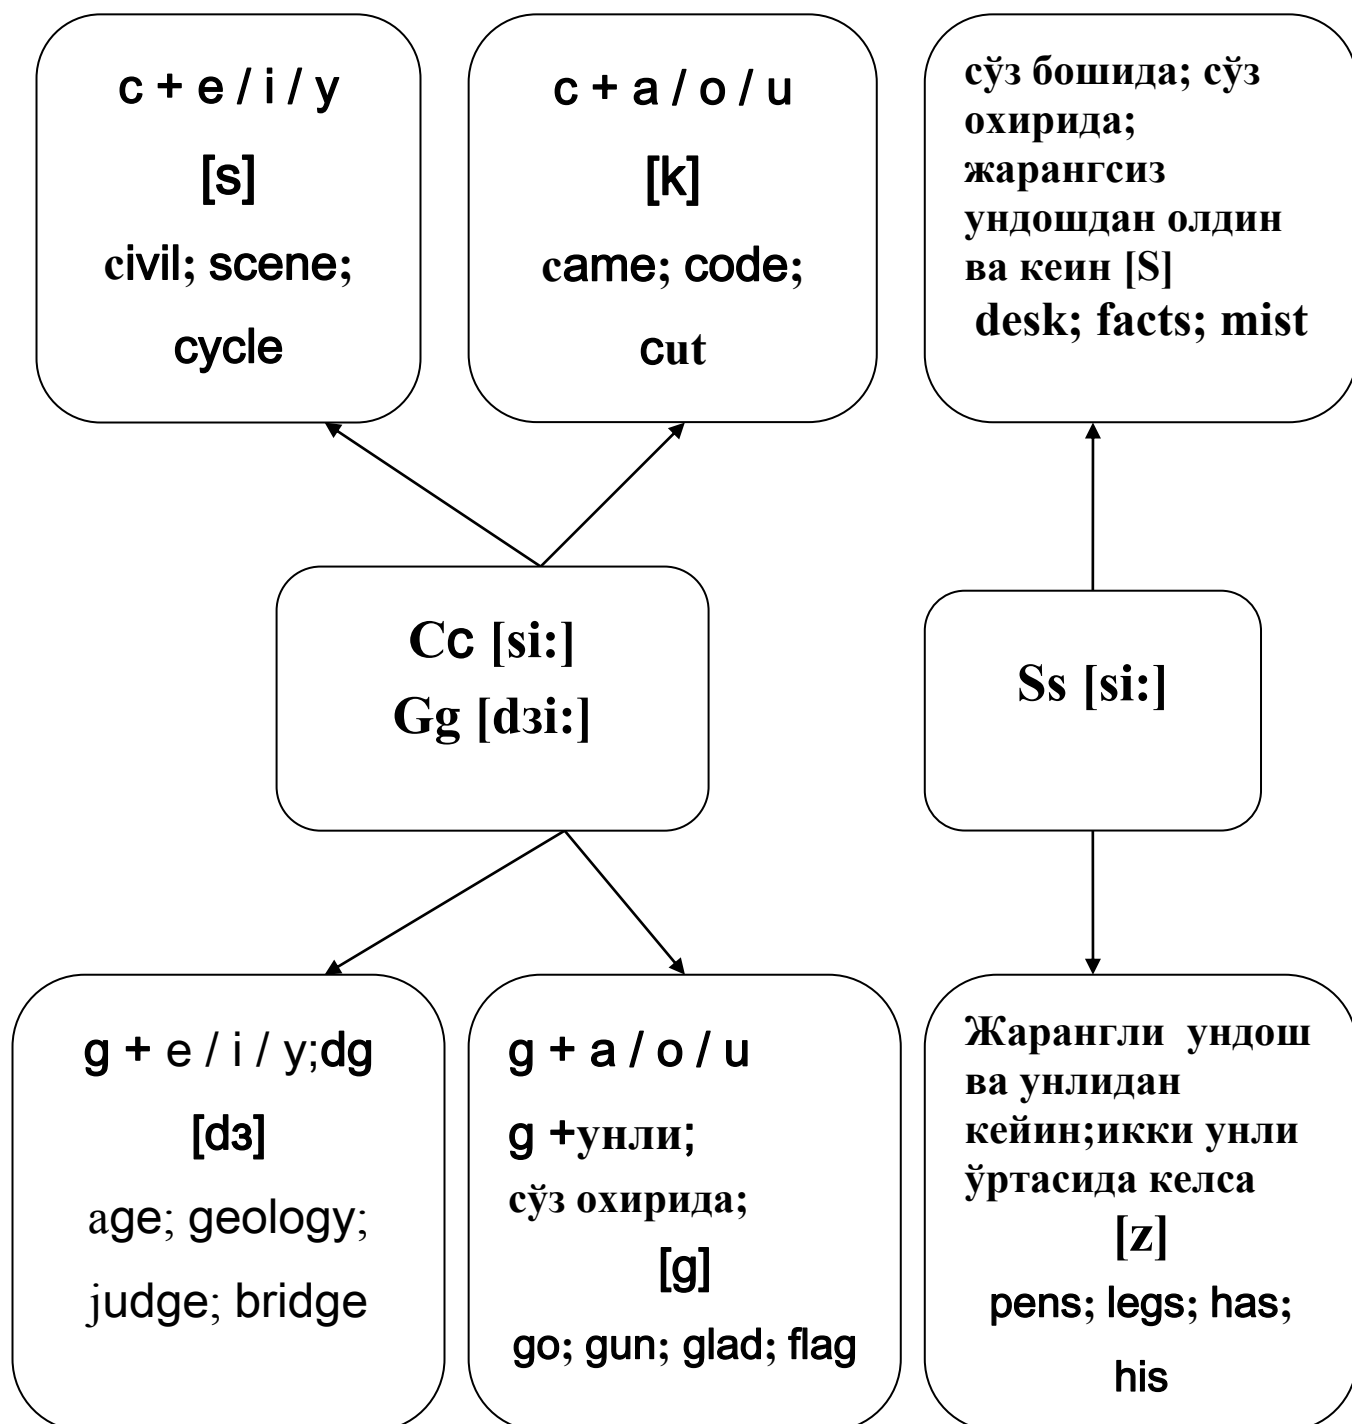 c + e / i / y
[s]
civil; scene;
cycle
c + a / o / u
[k]
came; code;
cut
сўз бошида; сўз
охирида;
жарангсиз
ундошдан олдин
ва кеин [S]
desk; facts; mist
Cc [si:]
Gg [dзi:]
Ss [si:]
g + e / i / y;dg
[dз]
age; geology;
judge; bridge
g + a / o / u
g +унли;
сўз охирида;
[g]
go; gun; glad; flag
Жарангли ундош
ва унлидан
кейин;икки унли
ўртасида келса
[z]
pens; legs; has;
his